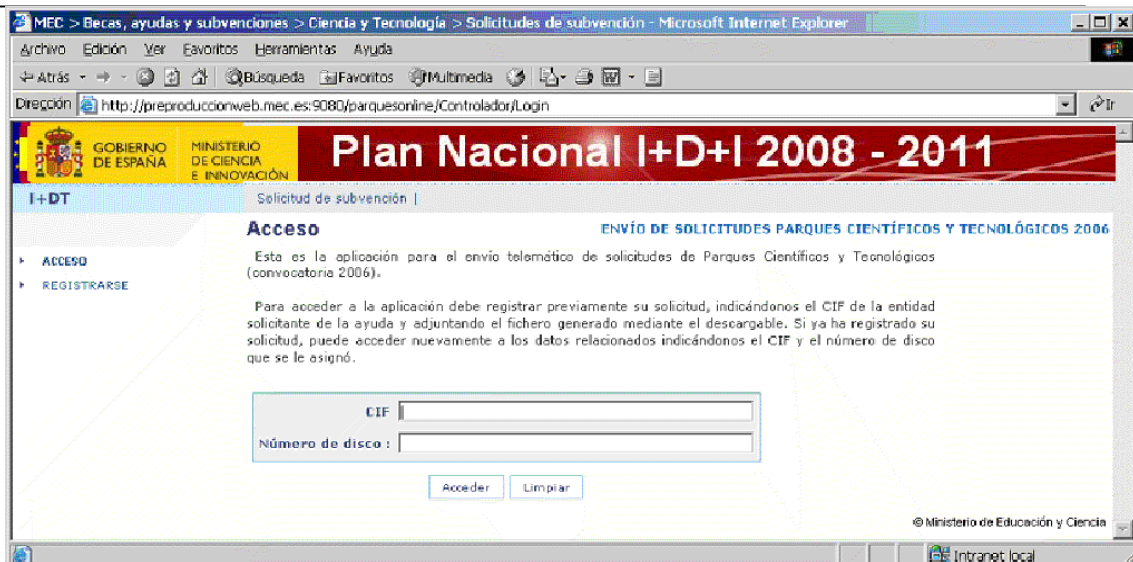 MEC > Becas, ayudas y subvenciones > Ciencia y Tecnología > Solicitudes de subvención - Microsoft Internet Explorer
Archivo Edición Ver Favoritos Herramientas Ayuda
Atrás Búsqueda Favoritos Multimedia
Dirección http://preproduccionweb.mec.es:9080/parquesonline/Controlador/Login Ir
GOBIERNO DE ESPAÑA
MINISTERIO DE CIENCIA E INNOVACIÓN
Plan Nacional I+D+I 2008 - 2011
I+DT Solicitud de subvención |
Acceso ENVÍO DE SOLICITUDES PARQUES CIENTÍFICOS Y TECNOLÓGICOS 2006
ACCESO
REGISTRARSE
Esta es la aplicación para el envío telemático de solicitudes de Parques Científicos y Tecnológicos
(convocatoria 2006).
Para acceder a la aplicación debe registrar previamente su solicitud, indicándonos el CIF de la entidad
solicitante de la ayuda y adjuntando el fichero generado mediante el descargable. Si ya ha registrado su
solicitud, puede acceder nuevamente a los datos relacionados indicándonos el CIF y el número de disco
que se le asignó.
CIF
Número de disco :
Acceder Limpiar
© Ministerio de Educación y Ciencia
Intranet local